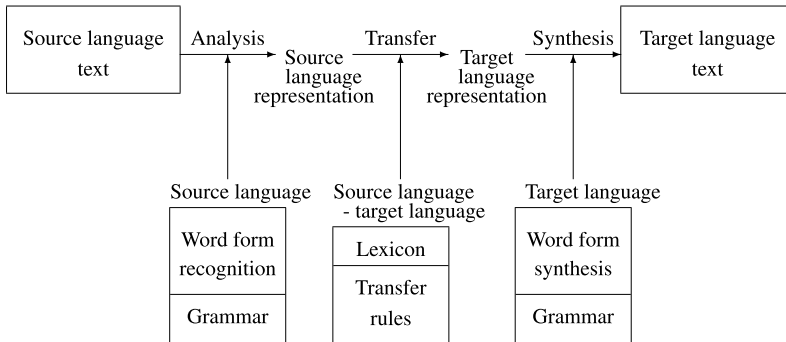 Source language
text
Analysis
Source
language
representation
Transfer
Target
language
representation
Synthesis
Target language
text
Source language
Word form
recognition
Grammar
Source language
- target language
Lexicon
Transfer
rules
Target language
Word form
synthesis
Grammar